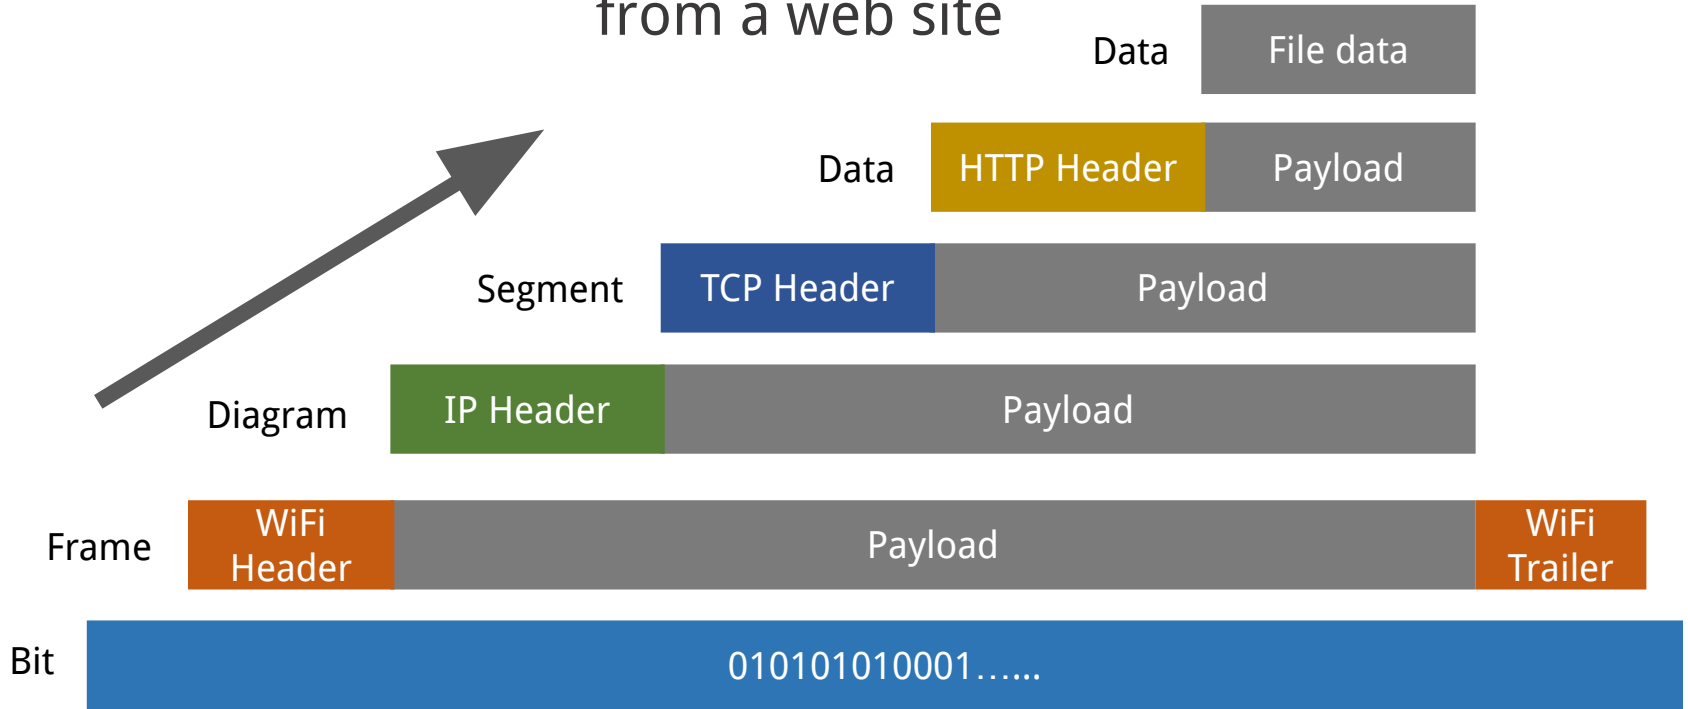 from a web site
Data File data
Data HTTP Header Payload
Segment TCP Header Payload
Diagram IP Header Payload
Frame WiFi Header Payload WiFi Trailer
Bit 010101010001…...